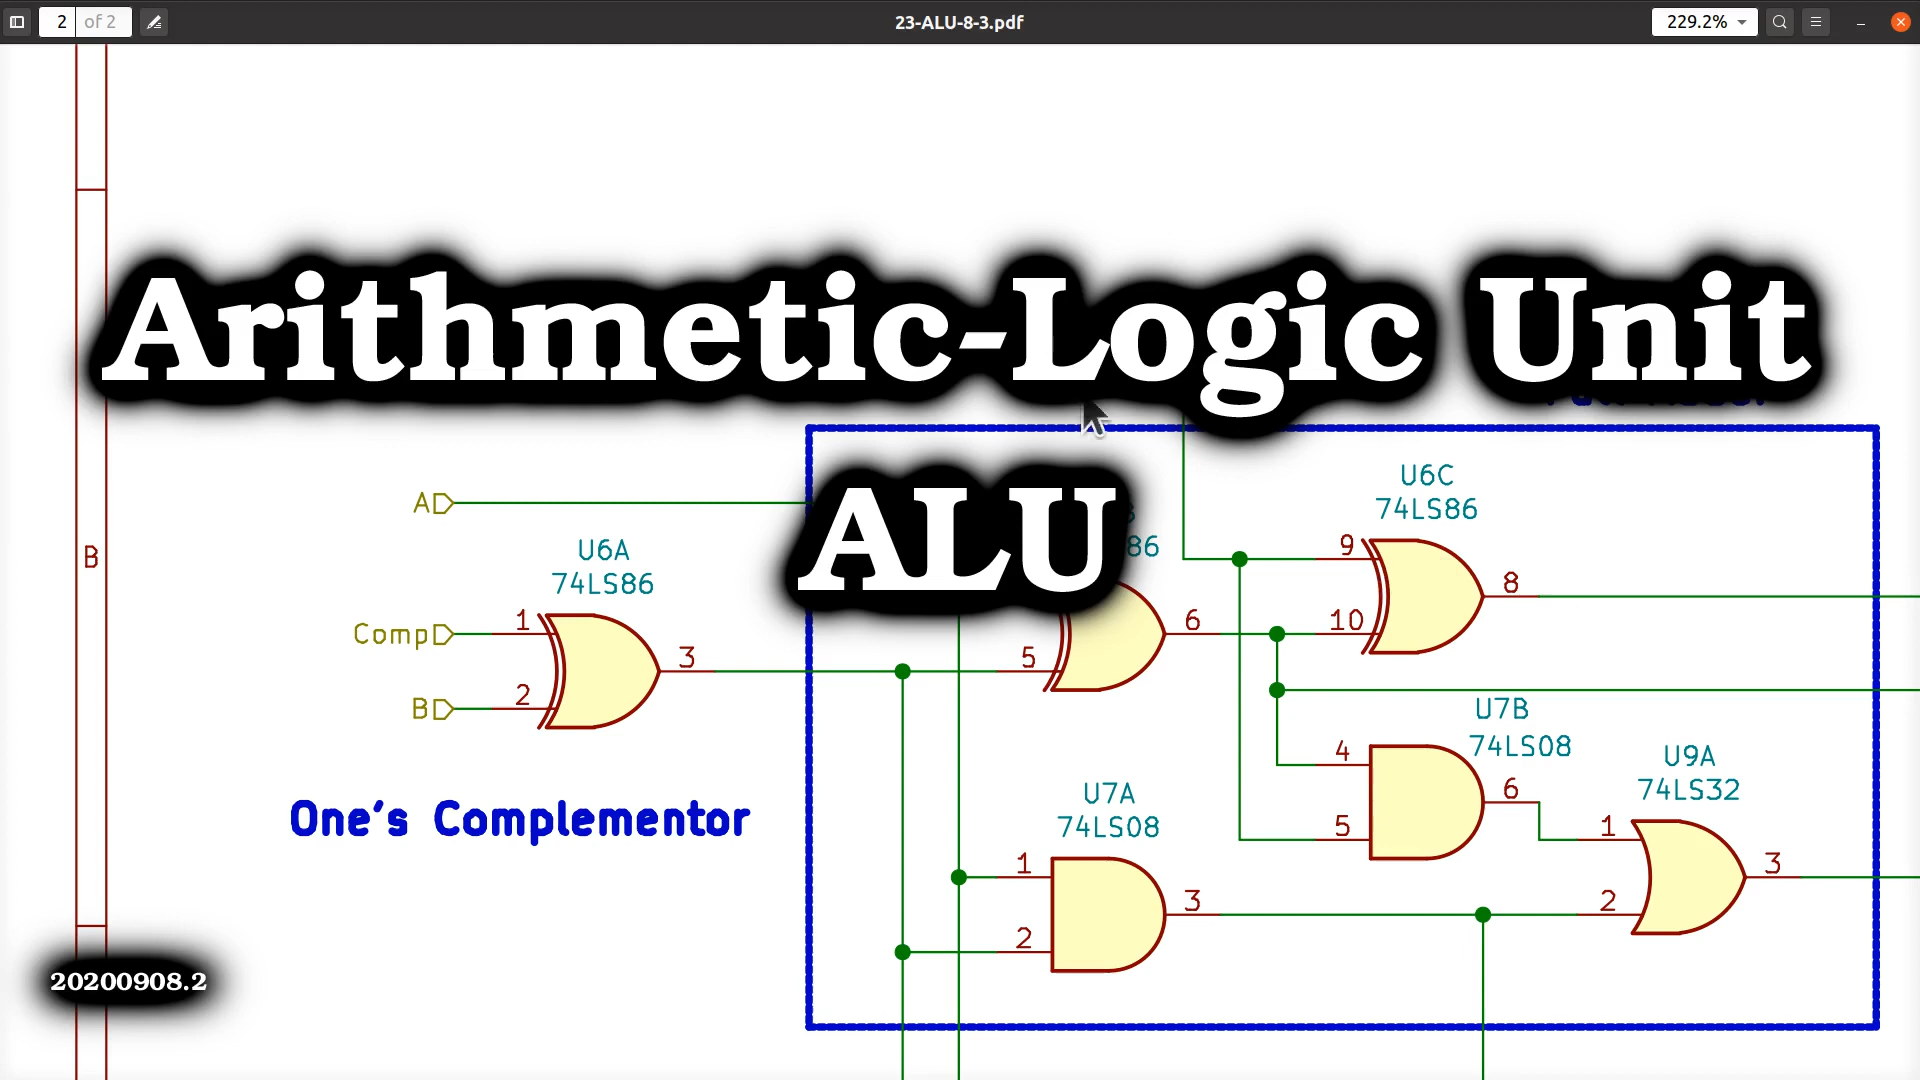 2 of 2
23-ALU-8-3.pdf
229.2%
Arithmetic-Logic Unit
ALU
A
U6A
74LS86
Comp
1
3
B
2
One's Complementor
B
86
5
6
U6C
74LS86
9
10
8
U7B
74LS08
4
5
6
U9A
74LS32
1
2
3
U7A
74LS08
1
2
3
20200908.2